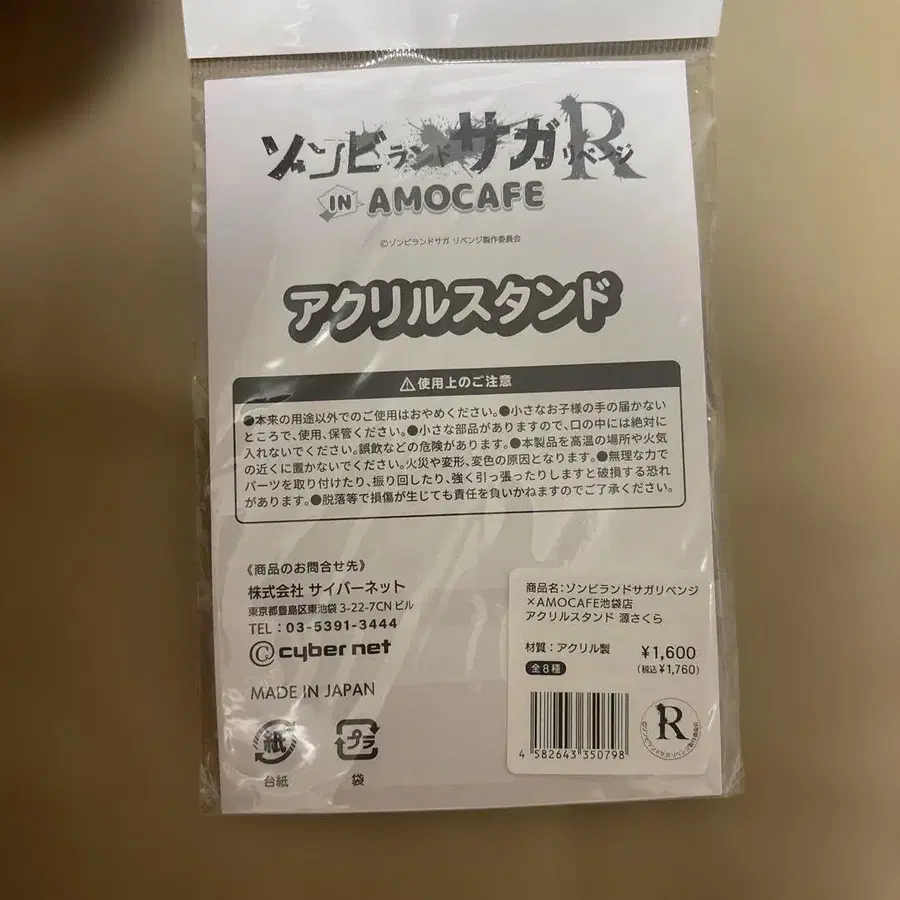 ゾンビランドサガリベンジR
IN AMOCAFE
©ゾンビランドサガ リベンジ製作委員会
アクリルスタンド
⚠使用上のご注意
●本来の用途以外でのご使用はおやめください。●小さなお子様の手の届かない
ところで、使用、保管ください。●小さな部品がありますので、口の中には絶対に
入れないでください。誤飲などの危険があります。●本製品を高温の場所や火気
の近くに置かないでください。火災や変形、変色の原因となります。●無理な力で
パーツを取り付けたり、振り回したり、強く引っ張ったりしますと破損する恐れ
があります。●脱落等で損傷が生じても責任を負いかねますのでご了承ください。
《商品のお問合せ先》
株式会社 サイバーネット
東京都豊島区東池袋 3-22-7CN ビル
TEL：03-5391-3444
© cyber net
MADE IN JAPAN
紙
台紙
プラ
袋
商品名：ゾンビランドサガリベンジ
×AMOCAFE池袋店
アクリルスタンド 源さくら
材質：アクリル製
¥1,600
全8種
(税込¥1,760)
4 582643 350798
R
©ゾンビランドサガリベンジ製作委員会